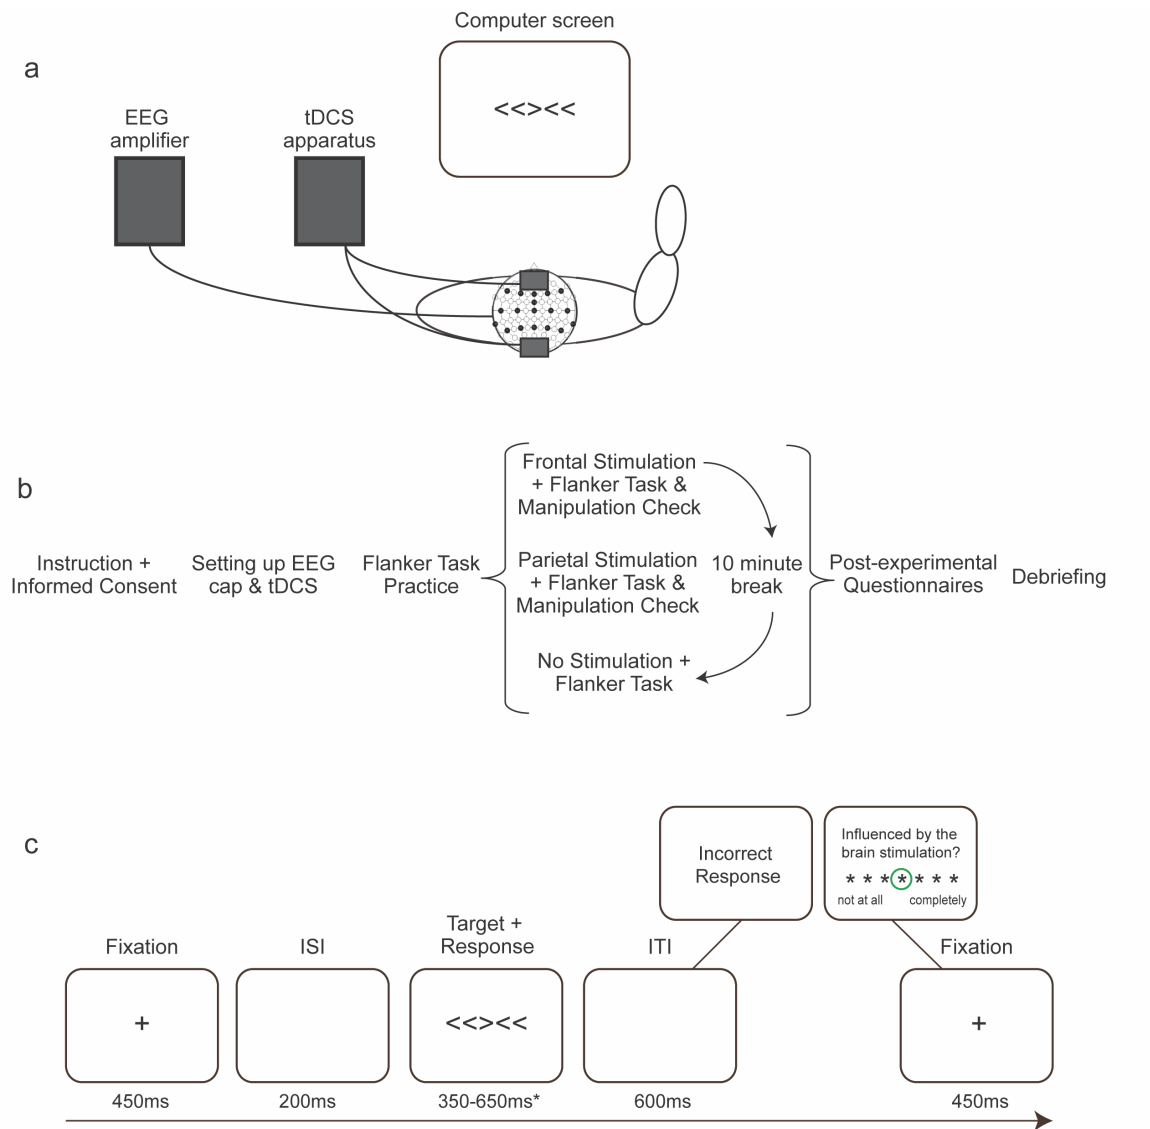 Computer screen
a
<<><<
EEG
amplifier
tDCS
apparatus
b
Frontal Stimulation
+ Flanker Task &
Manipulation Check
Instruction +
Informed Consent
Setting up EEG
cap & tDCS
Flanker Task
Practice
Parietal Stimulation
+ Flanker Task &
Manipulation Check
10 minute
break
Post-experimental
Questionnaires
Debriefing
No Stimulation +
Flanker Task
c
Incorrect
Response
Influenced by the
brain stimulation?
* * * * * * *
not at all completely
Fixation
ISI
Target +
Response
ITI
Fixation
+
<<><<
+
450ms
200ms
350-650ms*
600ms
450ms